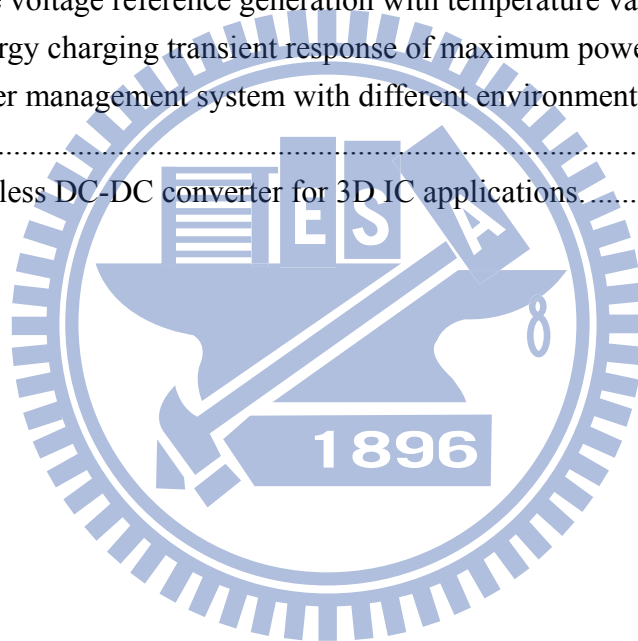 voltage reference generation with temperature va
rgy charging transient response of maximum powe
er management system with different environment
........................................................................
less DC-DC converter for 3D IC applications.......
E S A
1896